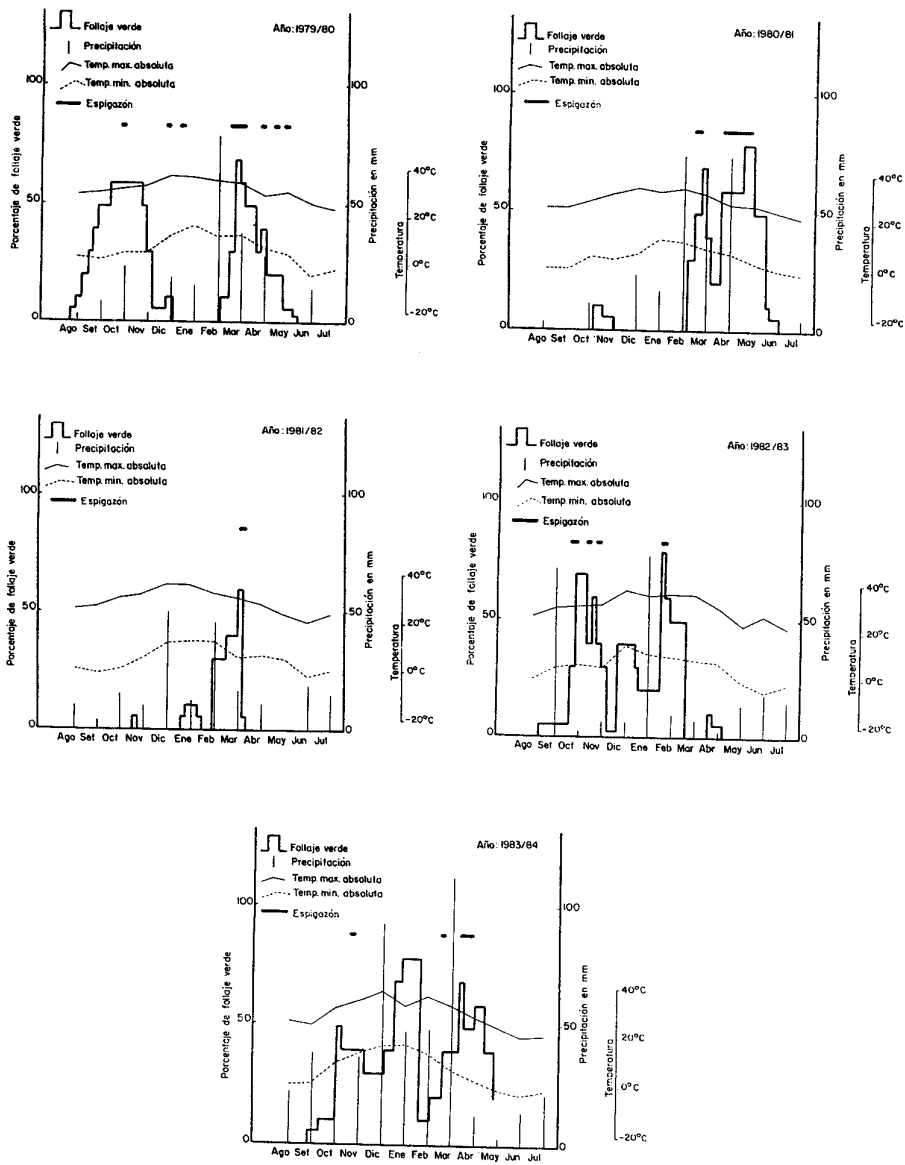 Follaje verde
Año: 1979/80
Precipitación
Temp. max. absoluta
Temp. min. absoluta
Espigazón
100
50
0
Porcentaje de follaje verde
100
50
0
Precipitación en mm
40°C
20°C
0°C
-20°C
Temperatura
Ago Set Oct Nov Dic Ene Feb Mar Abr May Jun Jul
Follaje verde
Año: 1980/81
Precipitación
Temp. max. absoluta
Temp. min. absoluta
Espigazón
100
50
0
Porcentaje de follaje verde
100
50
0
Precipitación en mm
40°C
20°C
0°C
-20°C
Temperatura
Ago Set Oct Nov Dic Ene Feb Mar Abr May Jun Jul
Follaje verde
Año: 1981/82
Precipitación
Temp. max. absoluta
Temp. min. absoluta
Espigazón
100
50
0
Porcentaje de follaje verde
100
50
0
Precipitación en mm
40°C
20°C
0°C
-20°C
Temperatura
Ago Set Oct Nov Dic Ene Feb Mar Abr May Jun Jul
Follaje verde
Año: 1982/83
Precipitación
Temp. max. absoluta
Temp. min. absoluta
Espigazón
100
50
0
Porcentaje de follaje verde
100
50
0
Precipitación en mm
40°C
20°C
0°C
-20°C
Temperatura
Ago Set Oct Nov Dic Ene Feb Mar Abr May Jun Jul
Follaje verde
Año: 1983/84
Precipitación
Temp. max. absoluta
Temp. min. absoluta
Espigazón
100
50
0
Porcentaje de follaje verde
100
50
0
Precipitación en mm
40°C
20°C
0°C
-20°C
Temperatura
Ago Set Oct Nov Dic Ene Feb Mar Abr May Jun Jul